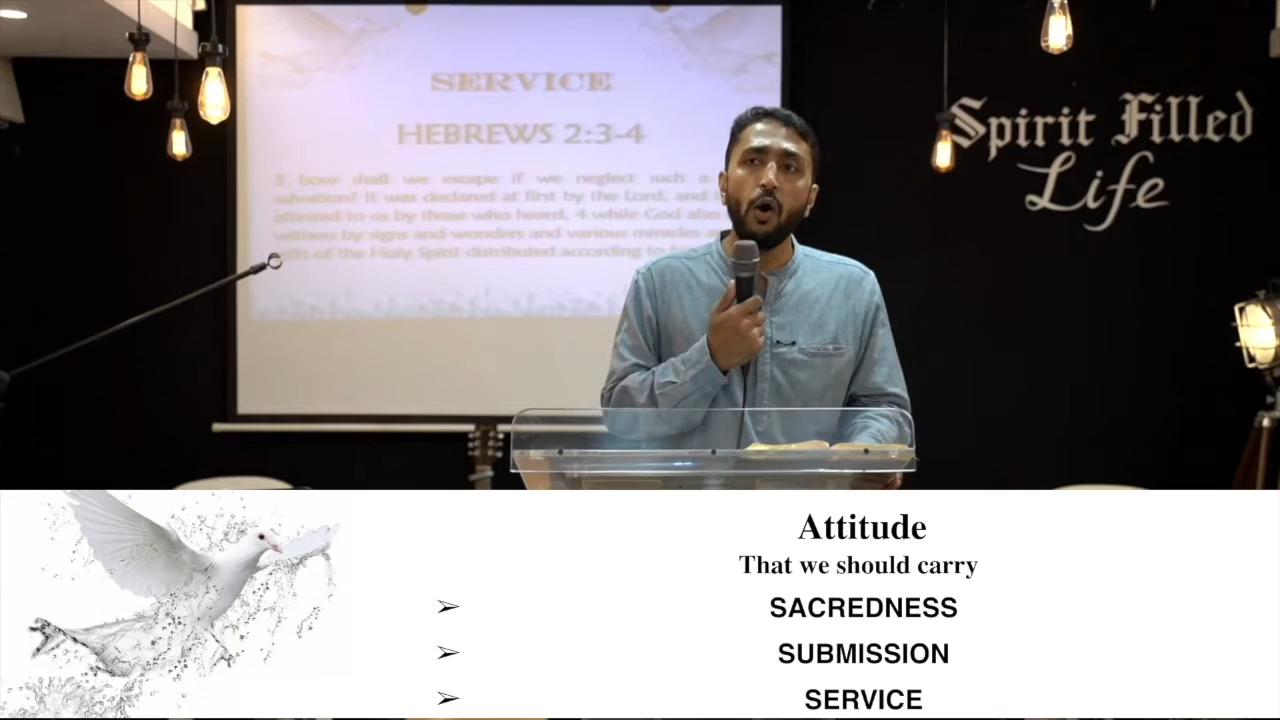 SERVICE
HEBREWS 2:3-4
3 how shall we escape if we neglect such a
salvation? It was declared at first by the Lord, and
attested to us by those who heard, 4 while God also
witness by signs and wonders and various miracles
gifts of the Holy Spirit distributed according to
Spirit Filled
Life
Attitude
That we should carry
➢ SACREDNESS
➢ SUBMISSION
➢ SERVICE